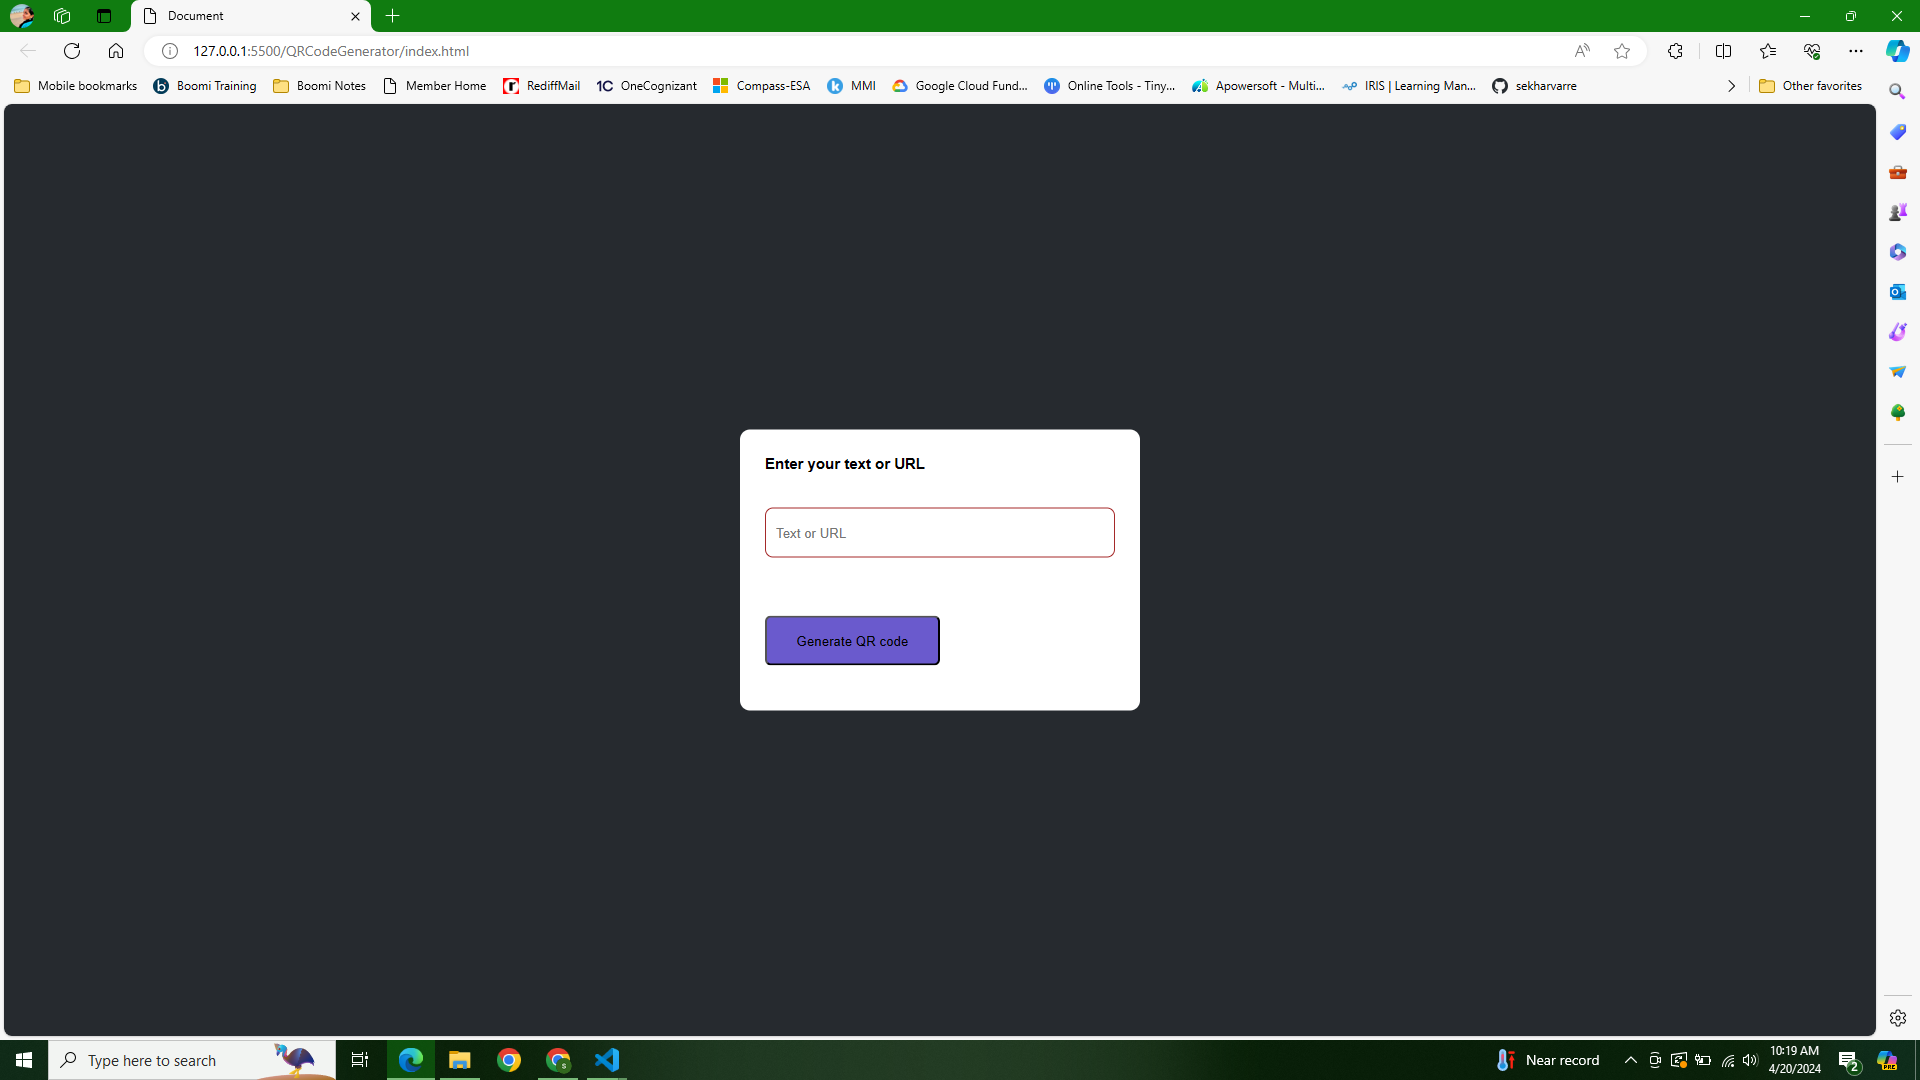 Document
127.0.0.1:5500/QRCodeGenerator/index.html
Mobile bookmarks Boomi Training Boomi Notes Member Home RediffMail 1C OneCognizant Compass-ESA MMI Google Cloud Fund... Online Tools - Tiny... Apowersoft - Multi... IRIS | Learning Man... sekharvarre Other favorites
Enter your text or URL
Text or URL
Generate QR code
Type here to search
Near record
10:19 AM
4/20/2024
2